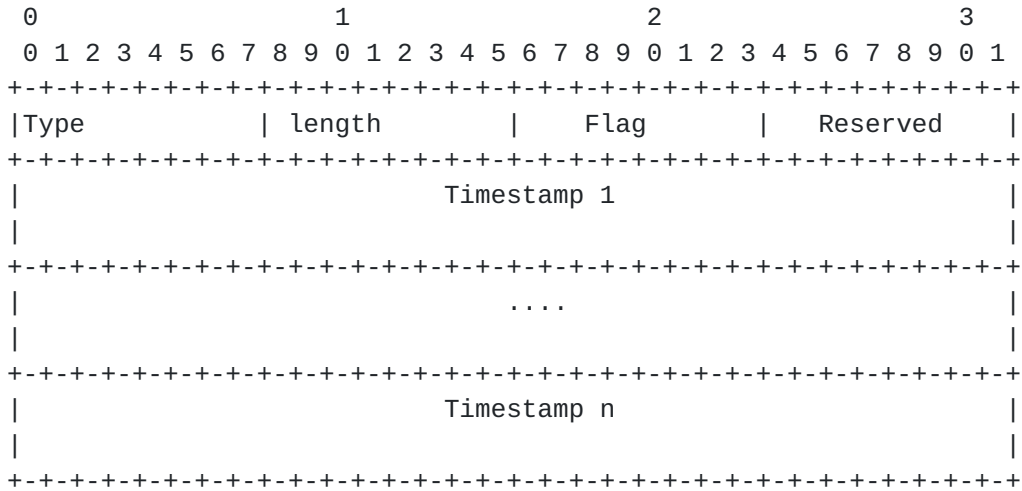 0                   1                   2                   3
 0 1 2 3 4 5 6 7 8 9 0 1 2 3 4 5 6 7 8 9 0 1 2 3 4 5 6 7 8 9 0 1
+-+-+-+-+-+-+-+-+-+-+-+-+-+-+-+-+-+-+-+-+-+-+-+-+-+-+-+-+-+-+-+-+
|Type           | length        |    Flag       |   Reserved    |
+-+-+-+-+-+-+-+-+-+-+-+-+-+-+-+-+-+-+-+-+-+-+-+-+-+-+-+-+-+-+-+-+
|                           Timestamp 1                         |
|                                                               |
+-+-+-+-+-+-+-+-+-+-+-+-+-+-+-+-+-+-+-+-+-+-+-+-+-+-+-+-+-+-+-+-+
|                               ....                            |
|                                                               |
+-+-+-+-+-+-+-+-+-+-+-+-+-+-+-+-+-+-+-+-+-+-+-+-+-+-+-+-+-+-+-+-+
|                           Timestamp n                         |
|                                                               |
+-+-+-+-+-+-+-+-+-+-+-+-+-+-+-+-+-+-+-+-+-+-+-+-+-+-+-+-+-+-+-+-+